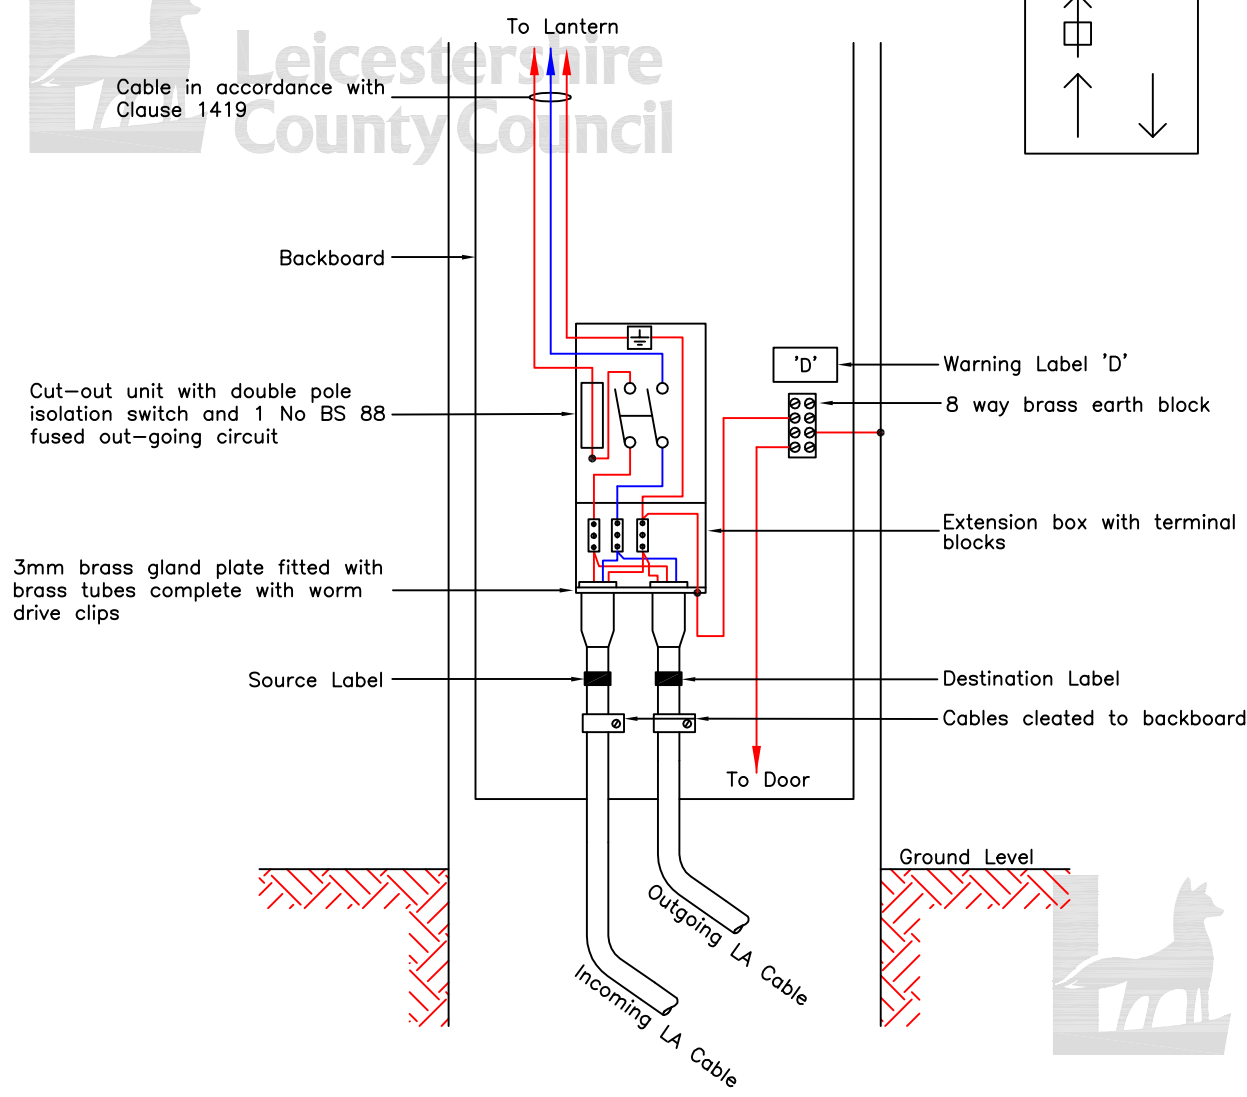 To Lantern
Leicestershire
County Council
Cable in accordance with
Clause 1419
Backboard
'D'
Warning Label 'D'
8 way brass earth block
Cut-out unit with double pole
isolation switch and 1 No BS 88
fused out-going circuit
Extension box with terminal
blocks
3mm brass gland plate fitted with
brass tubes complete with worm
drive clips
Source Label
Destination Label
Cables cleated to backboard
To Door
Ground Level
Outgoing LA Cable
Incoming LA Cable